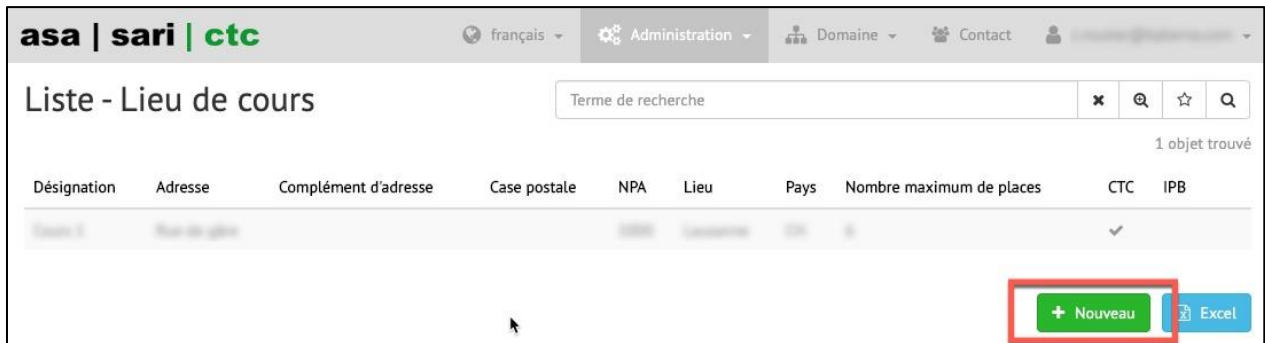 asa | sari | ctc français Administration Domaine Contact
Liste - Lieu de cours Terme de recherche
1 objet trouvé
Désignation Adresse Complément d'adresse Case postale NPA Lieu Pays Nombre maximum de places CTC IPB
+ Nouveau Excel